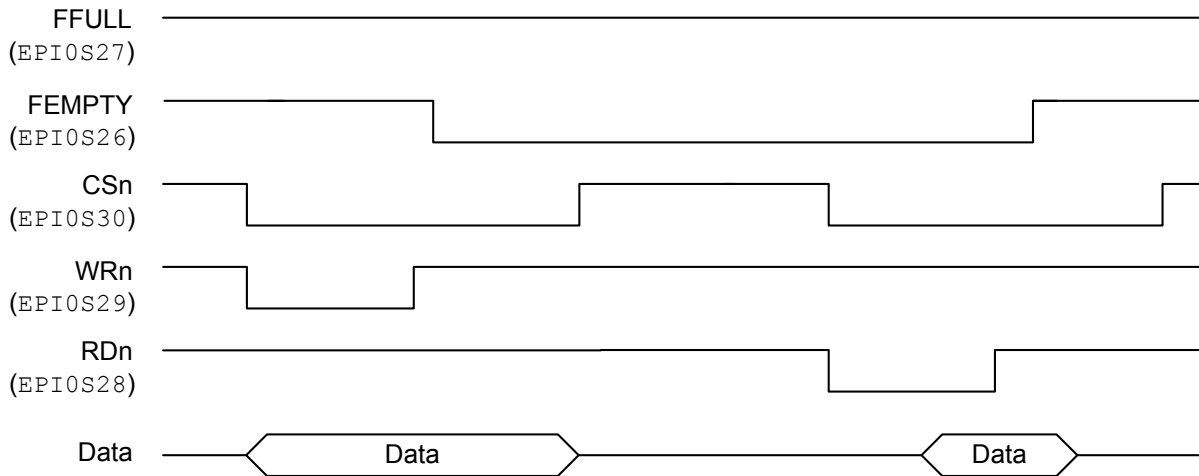 FFULL
(EPI0S27)
FEMPTY
(EPI0S26)
CSn
(EPI0S30)
WRn
(EPI0S29)
RDn
(EPI0S28)
Data Data Data